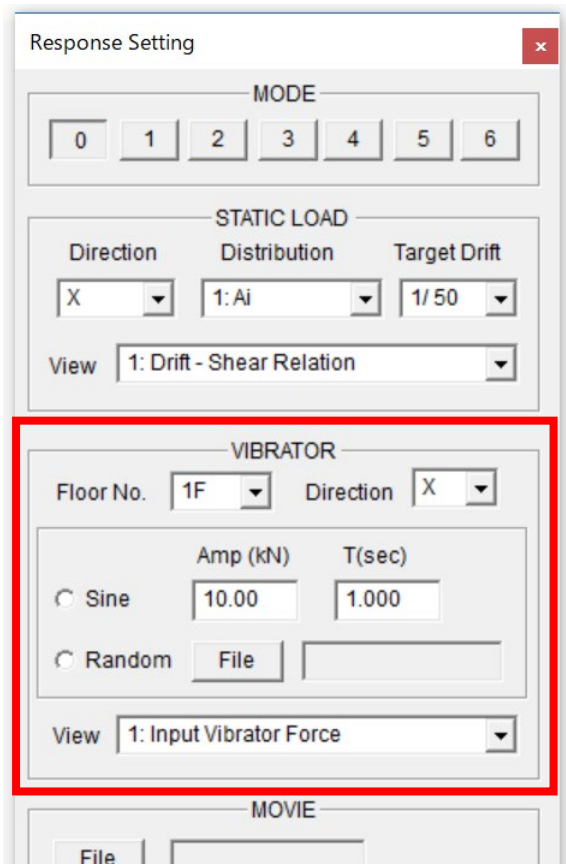 Response Setting x
MODE
0 1 2 3 4 5 6
STATIC LOAD
Direction Distribution Target Drift
X 1: Ai 1/ 50
View 1: Drift - Shear Relation
VIBRATOR
Floor No. 1F Direction X
Amp (kN) T(sec)
Sine 10.00 1.000
Random File
View 1: Input Vibrator Force
MOVIE
File